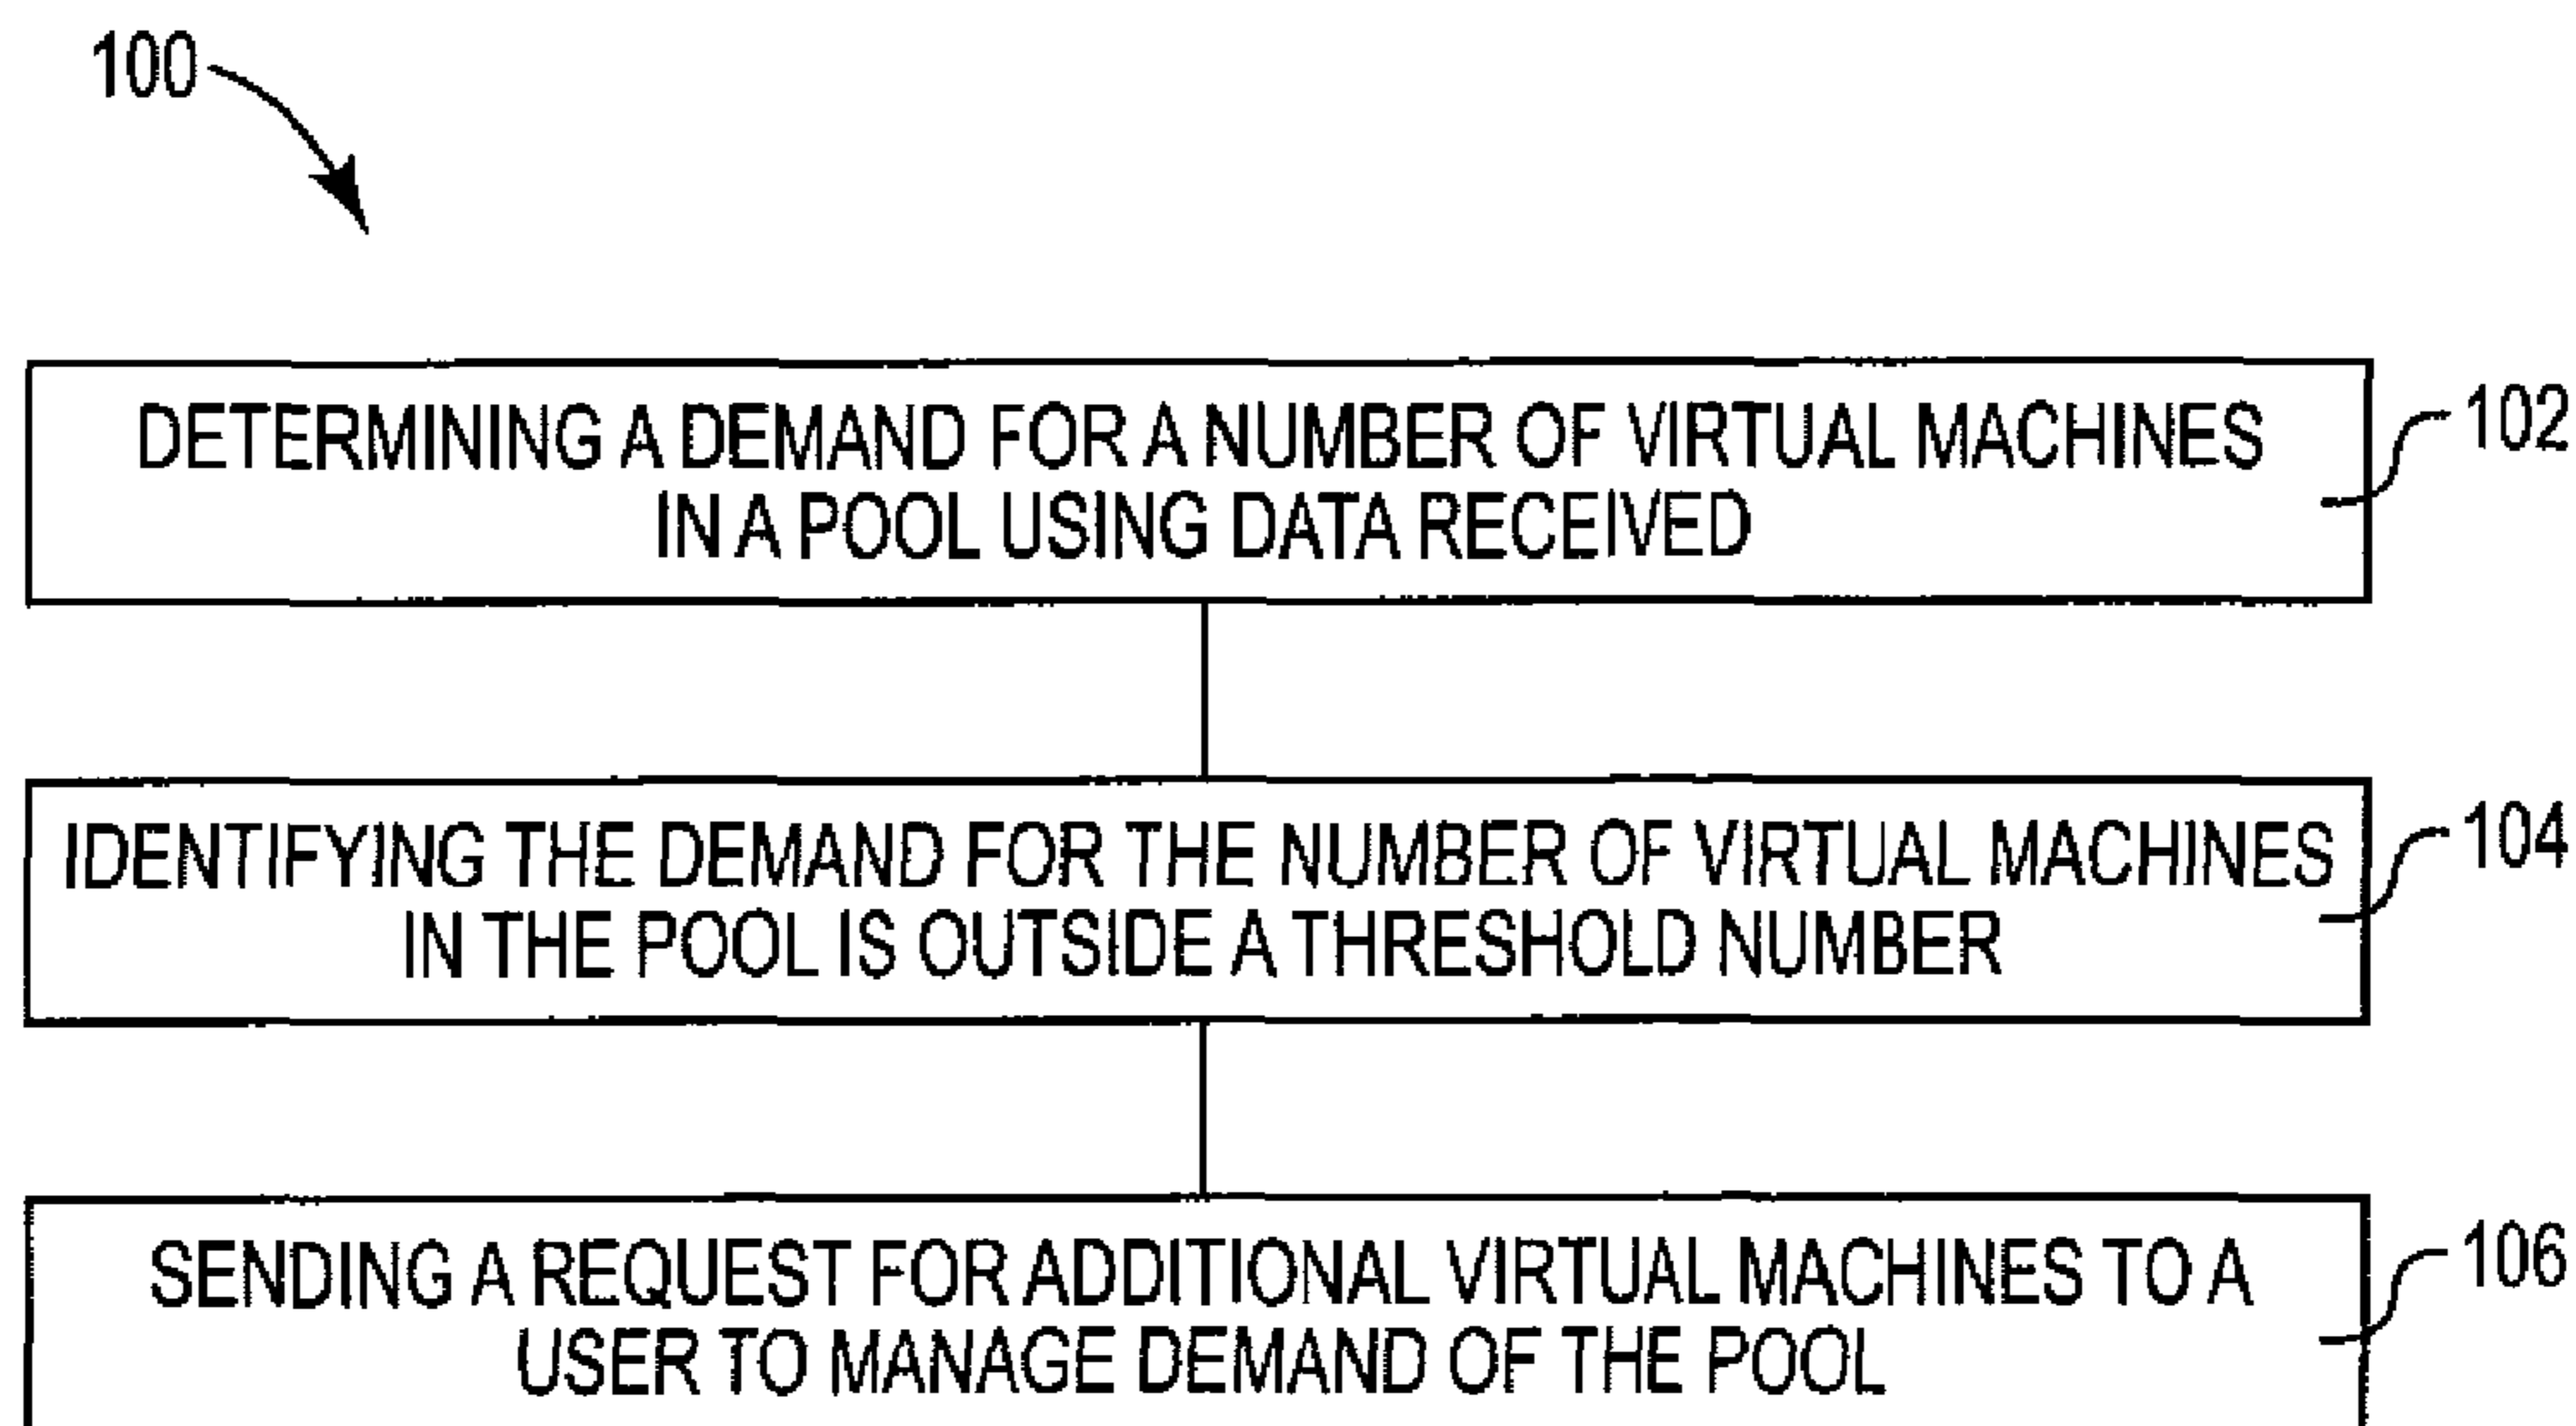 100
DETERMINING A DEMAND FOR A NUMBER OF VIRTUAL MACHINES
IN A POOL USING DATA RECEIVED
102
IDENTIFYING THE DEMAND FOR THE NUMBER OF VIRTUAL MACHINES
IN THE POOL IS OUTSIDE A THRESHOLD NUMBER
104
SENDING A REQUEST FOR ADDITIONAL VIRTUAL MACHINES TO A
USER TO MANAGE DEMAND OF THE POOL
106